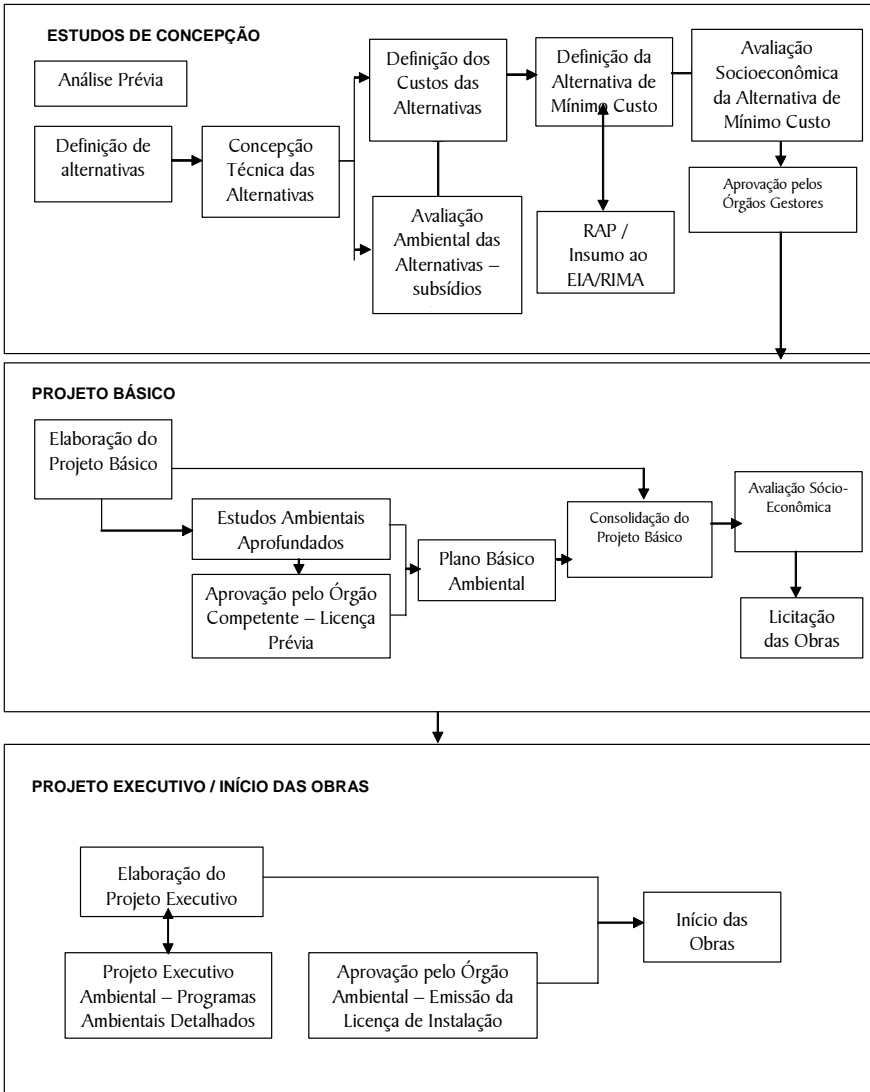 ESTUDOS DE CONCEPÇÃO
Análise Prévia
Definição de
alternativas
Concepção
Técnica das
Alternativas
Definição dos
Custos das
Alternativas
Avaliação
Ambiental das
Alternativas –
subsídios
Definição da
Alternativa de
Mínimo Custo
RAP /
Insumo ao
EIA/RIMA
Avaliação
Socioeconômica
da Alternativa de
Mínimo Custo
Aprovação pelos
Órgãos Gestores
PROJETO BÁSICO
Elaboração do
Projeto Básico
Estudos Ambientais
Aprofundados
Aprovação pelo Órgão
Competente – Licença
Prévia
Plano Básico
Ambiental
Consolidação do
Projeto Básico
Avaliação Sócio-
Econômica
Licitação
das Obras
PROJETO EXECUTIVO / INÍCIO DAS OBRAS
Elaboração do
Projeto Executivo
Projeto Executivo
Ambiental – Programas
Ambientais Detalhados
Aprovação pelo Órgão
Ambiental – Emissão da
Licença de Instalação
Início das
Obras